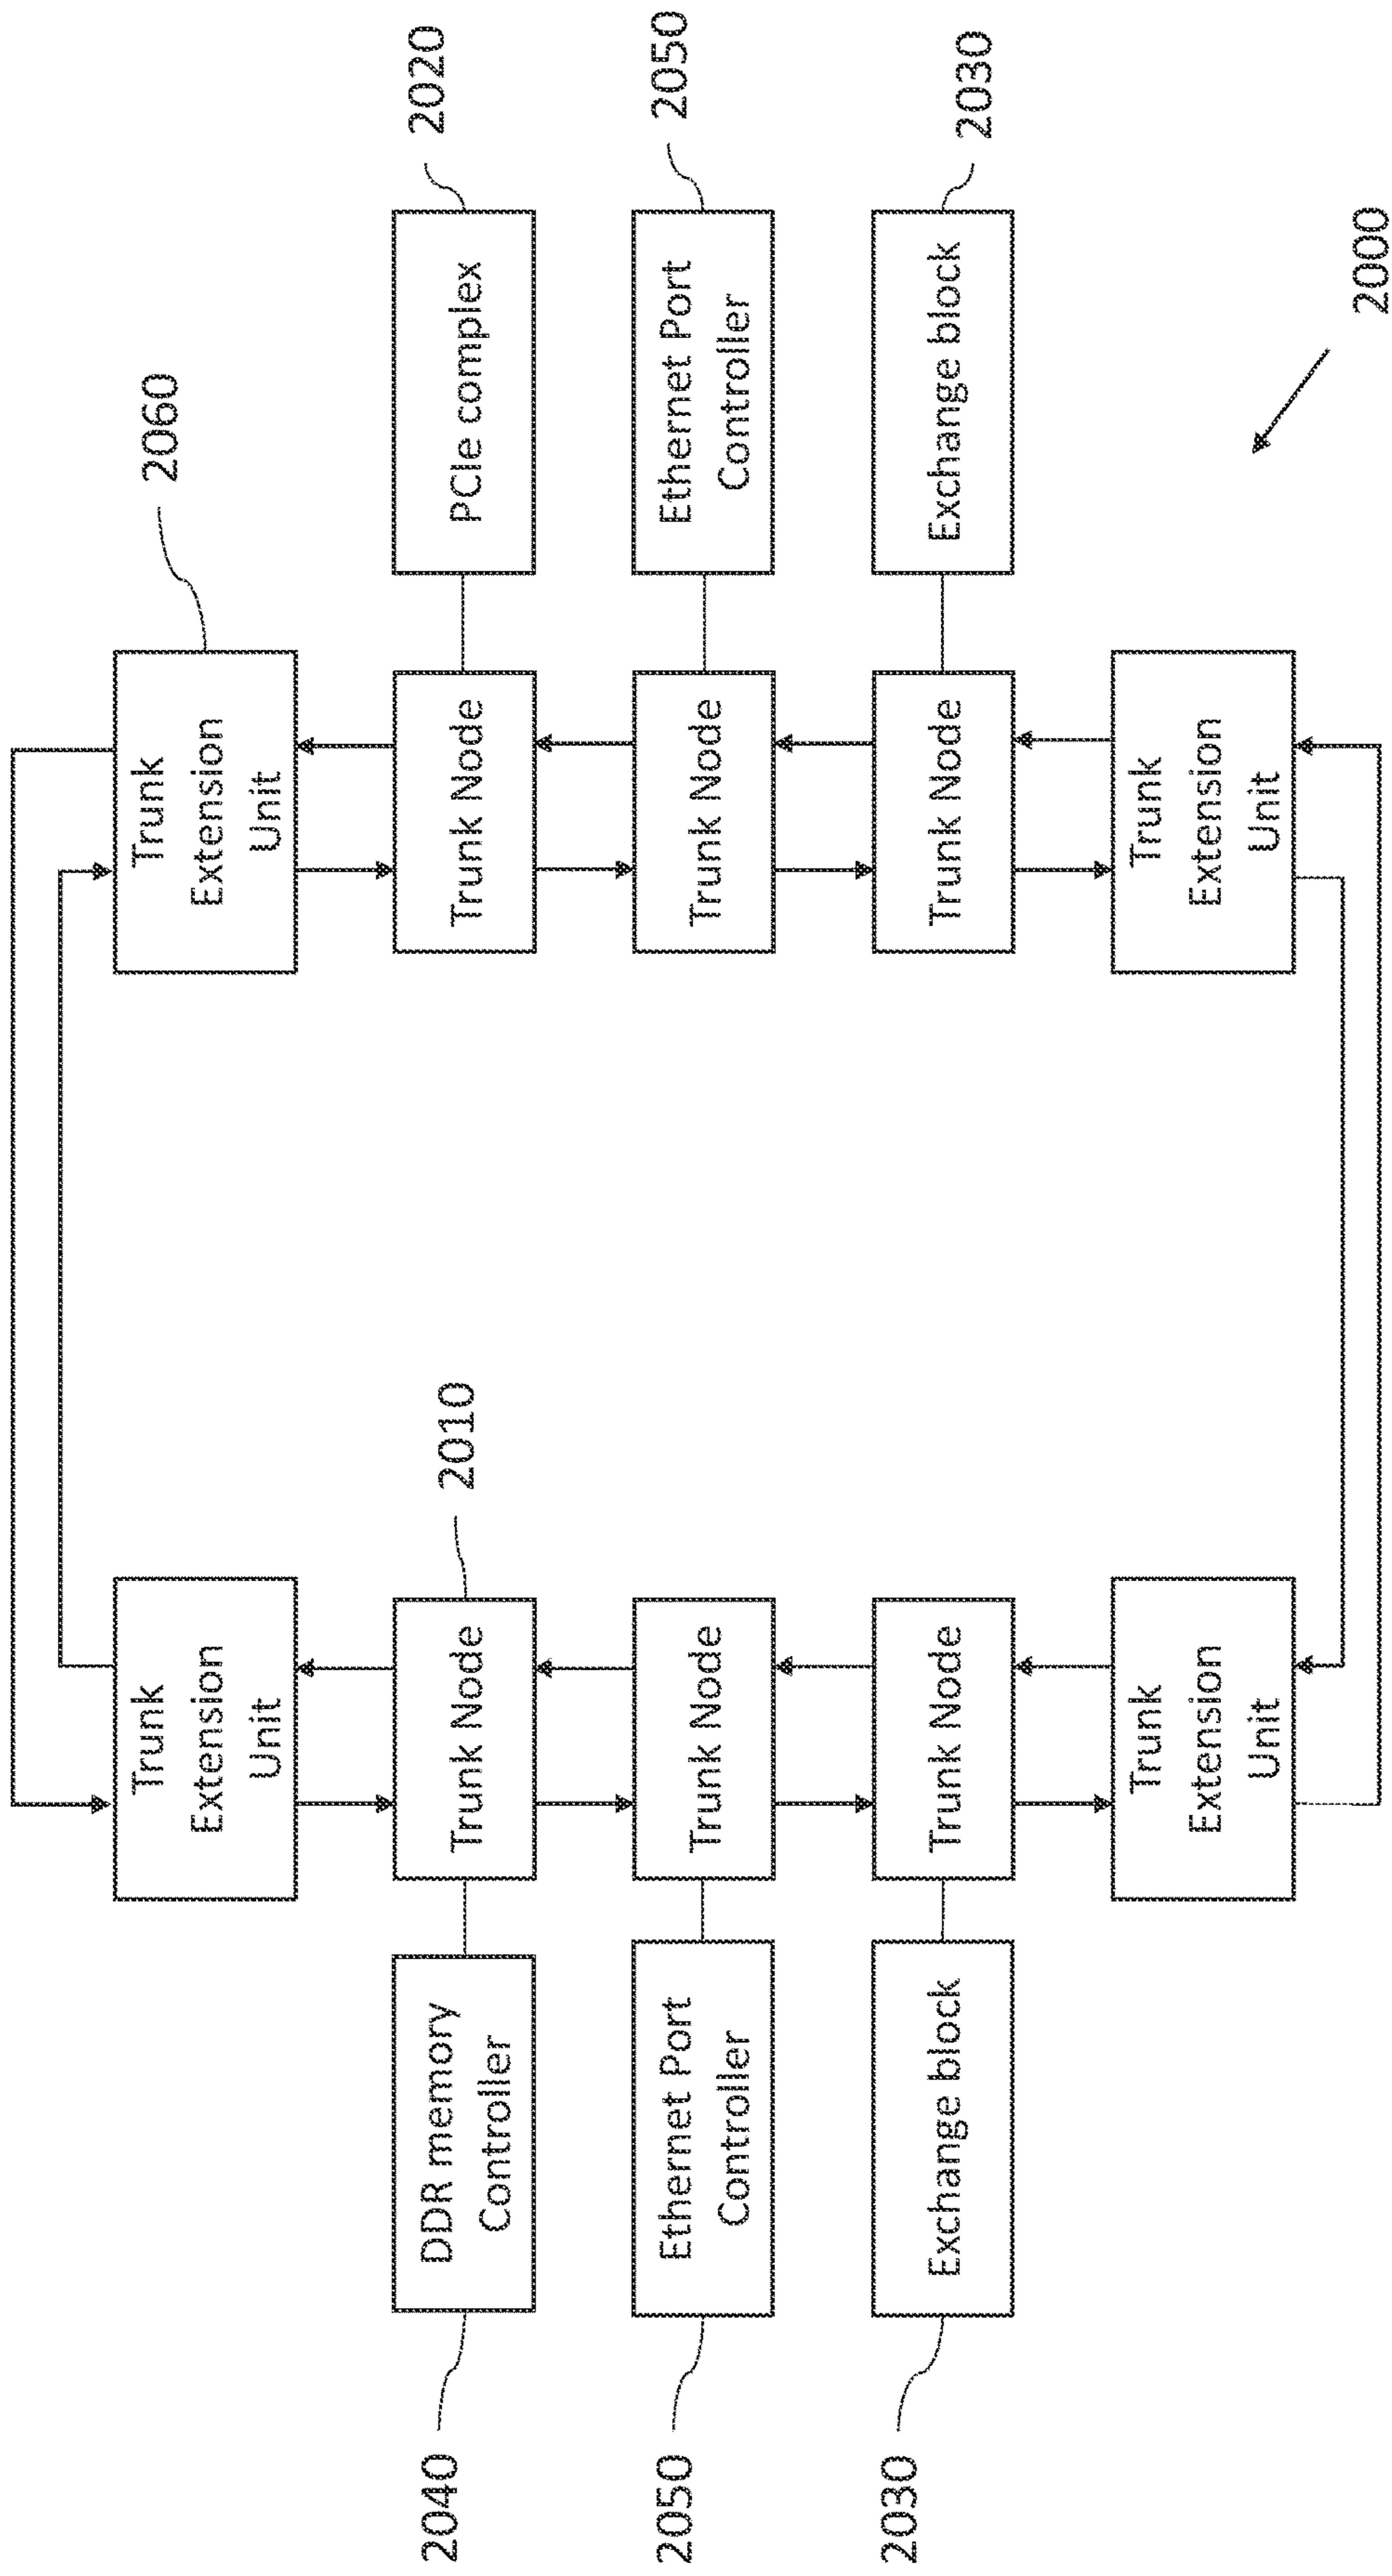 Trunk
Extension
Unit
Trunk
Extension
Unit
2060
2040
DDR memory
Controller
Trunk Node
2010
Trunk Node
PCIe complex
2020
2050
Ethernet Port
Controller
Trunk Node
Trunk Node
Ethernet Port
Controller
2050
2030
Exchange block
Trunk Node
Trunk Node
Exchange block
2030
Trunk
Extension
Unit
Trunk
Extension
Unit
2000